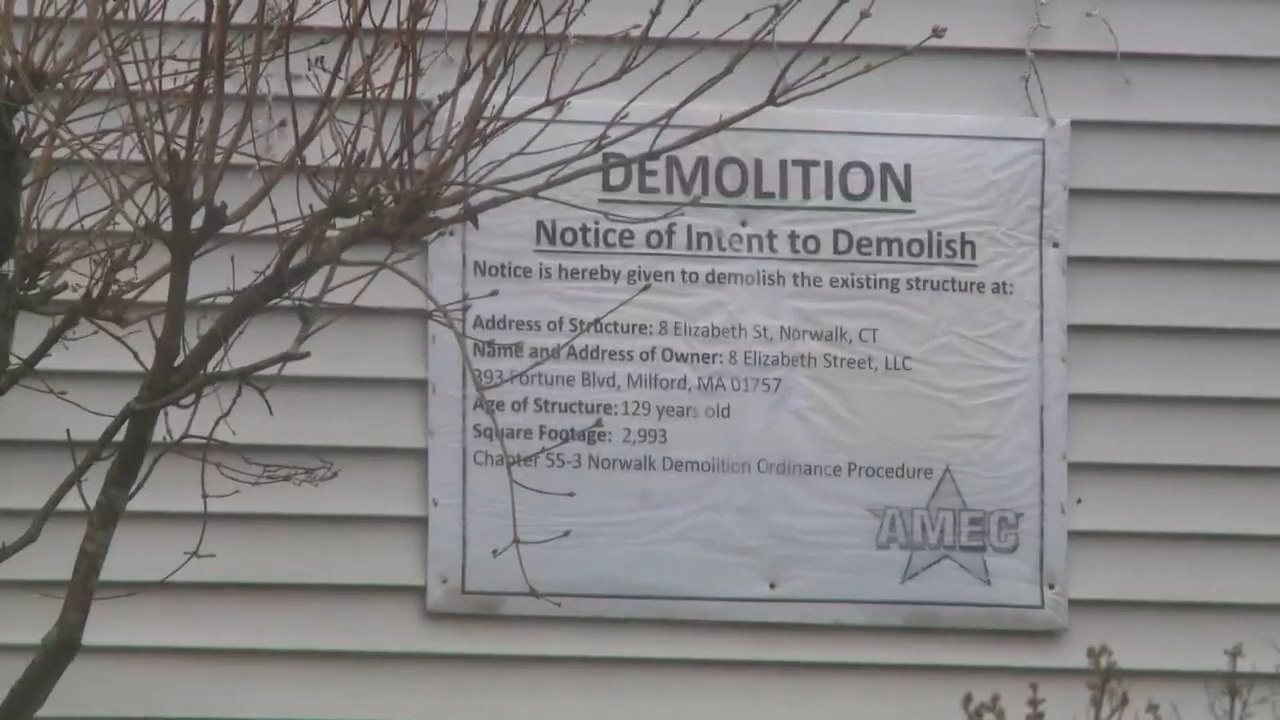 DEMOLITION
Notice of Intent to Demolish
Notice is hereby given to demolish the existing structure at:
Address of Structure: 8 Elizabeth St, Norwalk, CT
Name and Address of Owner: 8 Elizabeth Street, LLC
393 Fortune Blvd, Milford, MA 01757
Age of Structure: 129 years old
Square Footage: 2,993
Chapter 55-3 Norwalk Demolition Ordinance Procedure
AMEC